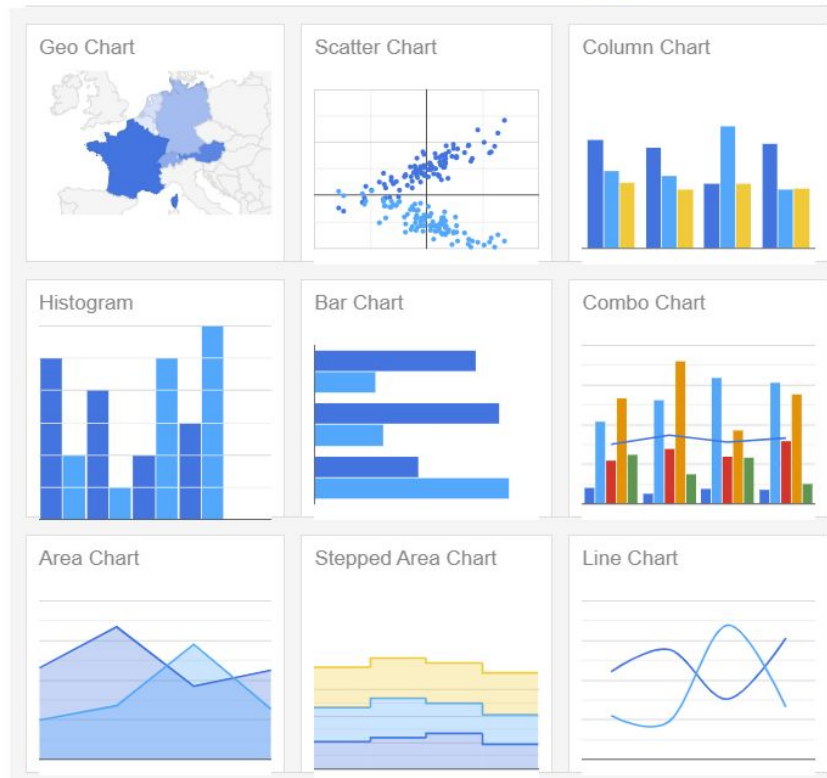 Geo Chart
Scatter Chart
Column Chart
Histogram
Bar Chart
Combo Chart
Area Chart
Stepped Area Chart
Line Chart